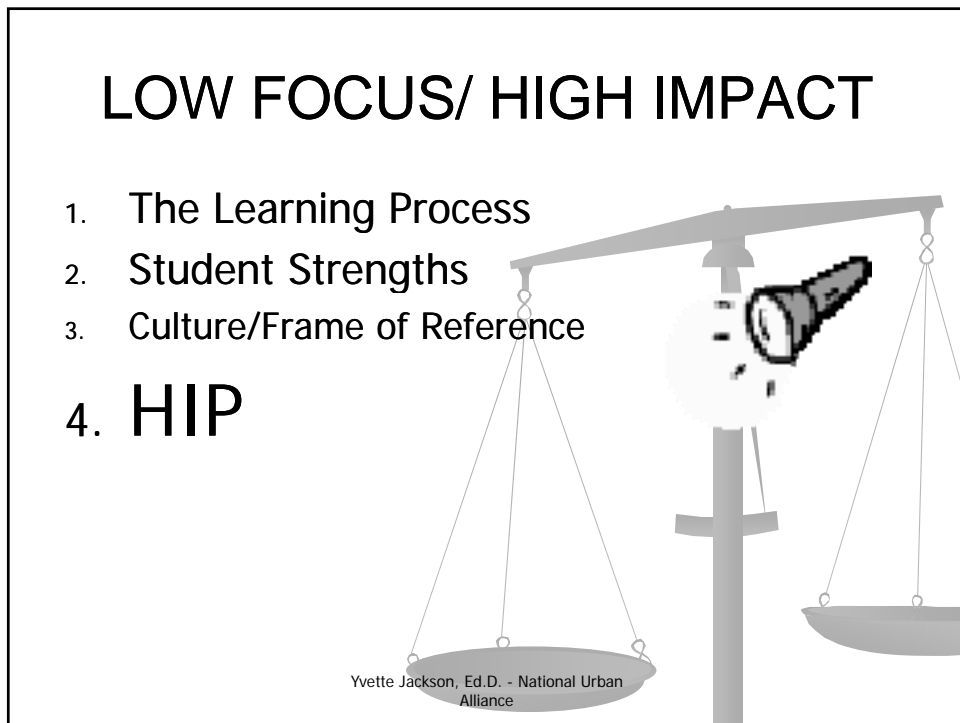 LOW FOCUS/ HIGH IMPACT
1. The Learning Process
2. Student Strengths
3. Culture/Frame of Reference
4. HIP
Yvette Jackson, Ed.D. - National Urban
Alliance